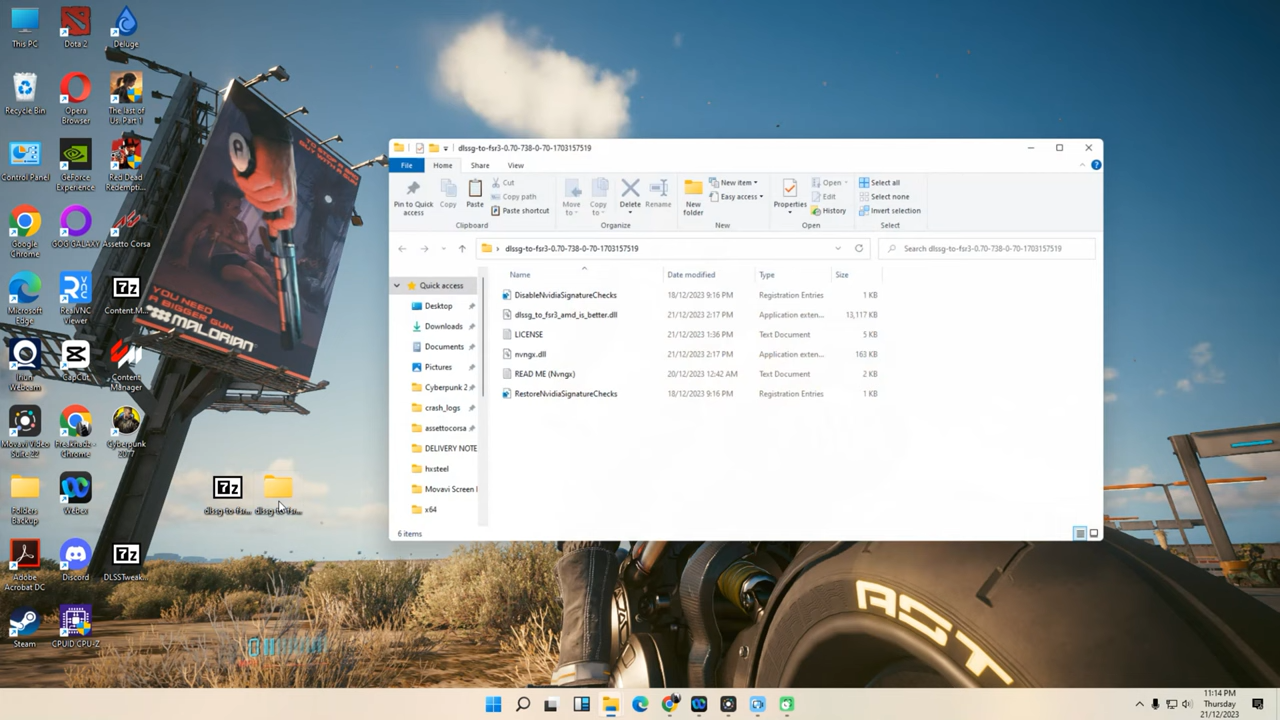 This PC
Dota 2
Deluge
Recycle Bin
Opera
Browser
The last of
Us Part 1
Control Panel
GeForce
Experience
Red Dead
Redempti...
Google
Chrome
GOG GALAXY
Assetto Corsa
Microsoft
Edge
RealVNC
Viewer
7z
Content M...
Iriun
Webcam
CapCut
Content
Manager
Movavi Video
Suite 22
Freaknadz -
Chrome
Cyberpunk
2077
Folders
Backup
Webex
7z
dlssg-to-fsr...
dlssg-to-fsr...
Adobe
Acrobat DC
Discord
7z
DLSSTweak...
Steam
CPUID CPU-Z
YOU NEED
A BIGGER GUN
MALORIAN
dlssg-to-fsr3-0.70-738-0-70-1703157519
File
Home
Share
View
Pin to Quick
access
Copy
Paste
Cut
Copy path
Paste shortcut
Clipboard
Move
to
Copy
to
Delete
Rename
Organize
New
folder
New item
Easy access
New
Properties
Open
Edit
History
Open
Select all
Select none
Invert selection
Select
dlssg-to-fsr3-0.70-738-0-70-1703157519
Search dlssg-to-fsr3-0.70-738-0-70-1703157519
Quick access
Desktop
Downloads
Documents
Pictures
Cyberpunk 2
crash_logs
assettocorsa
DELIVERY NOTE
hxsteel
Movavi Screen
x64
Name Date modified Type Size
DisableNvidiaSignatureChecks 18/12/2023 9:16 PM Registration Entries 1 KB
dlssg_to_fsr3_amd_is_better.dll 21/12/2023 2:17 PM Application exten... 13,117 KB
LICENSE 21/12/2023 1:36 PM Text Document 5 KB
nvngx.dll 21/12/2023 2:17 PM Application exten... 163 KB
READ ME (Nvngx) 20/12/2023 12:42 AM Text Document 2 KB
RestoreNvidiaSignatureChecks 18/12/2023 9:16 PM Registration Entries 1 KB
6 items
AST
11:14 PM
Thursday
21/12/2023